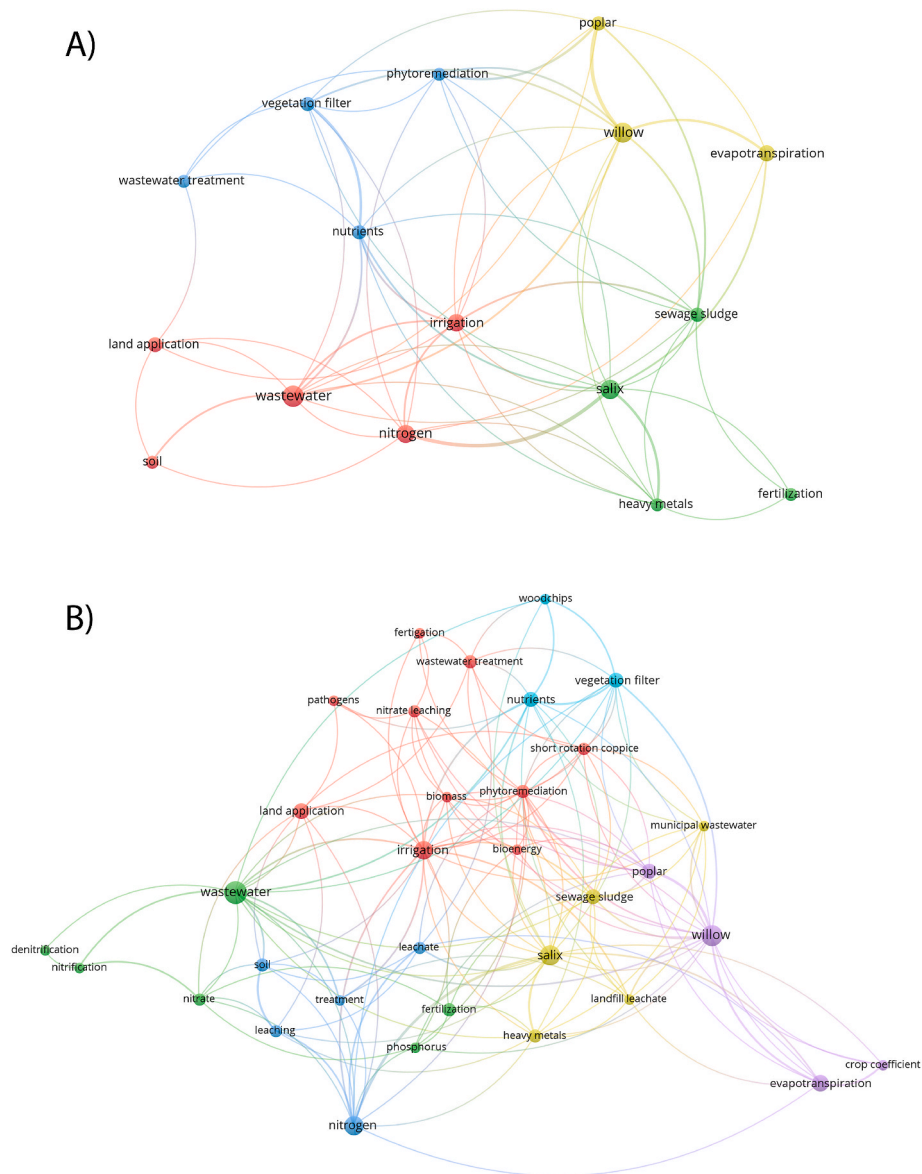 A)
poplar
phytoremediation
vegetation filter
willow
evapotranspiration
wastewater treatment
nutrients
sewage sludge
irrigation
land application
salix
wastewater
nitrogen
soil
fertilization
heavy metals
B)
woodchips
fertigation
wastewater treatment
vegetation filter
pathogens
nutrients
nitrate leaching
short rotation coppice
phytoremediation
biomass
land application
municipal wastewater
irrigation
bioenergy
poplar
wastewater
sewage sludge
willow
denitrification
leachate
salix
soil
nitrification
nitrate
treatment
landfill leachate
fertilization
leaching
heavy metals
phosphorus
crop coefficient
evapotranspiration
nitrogen